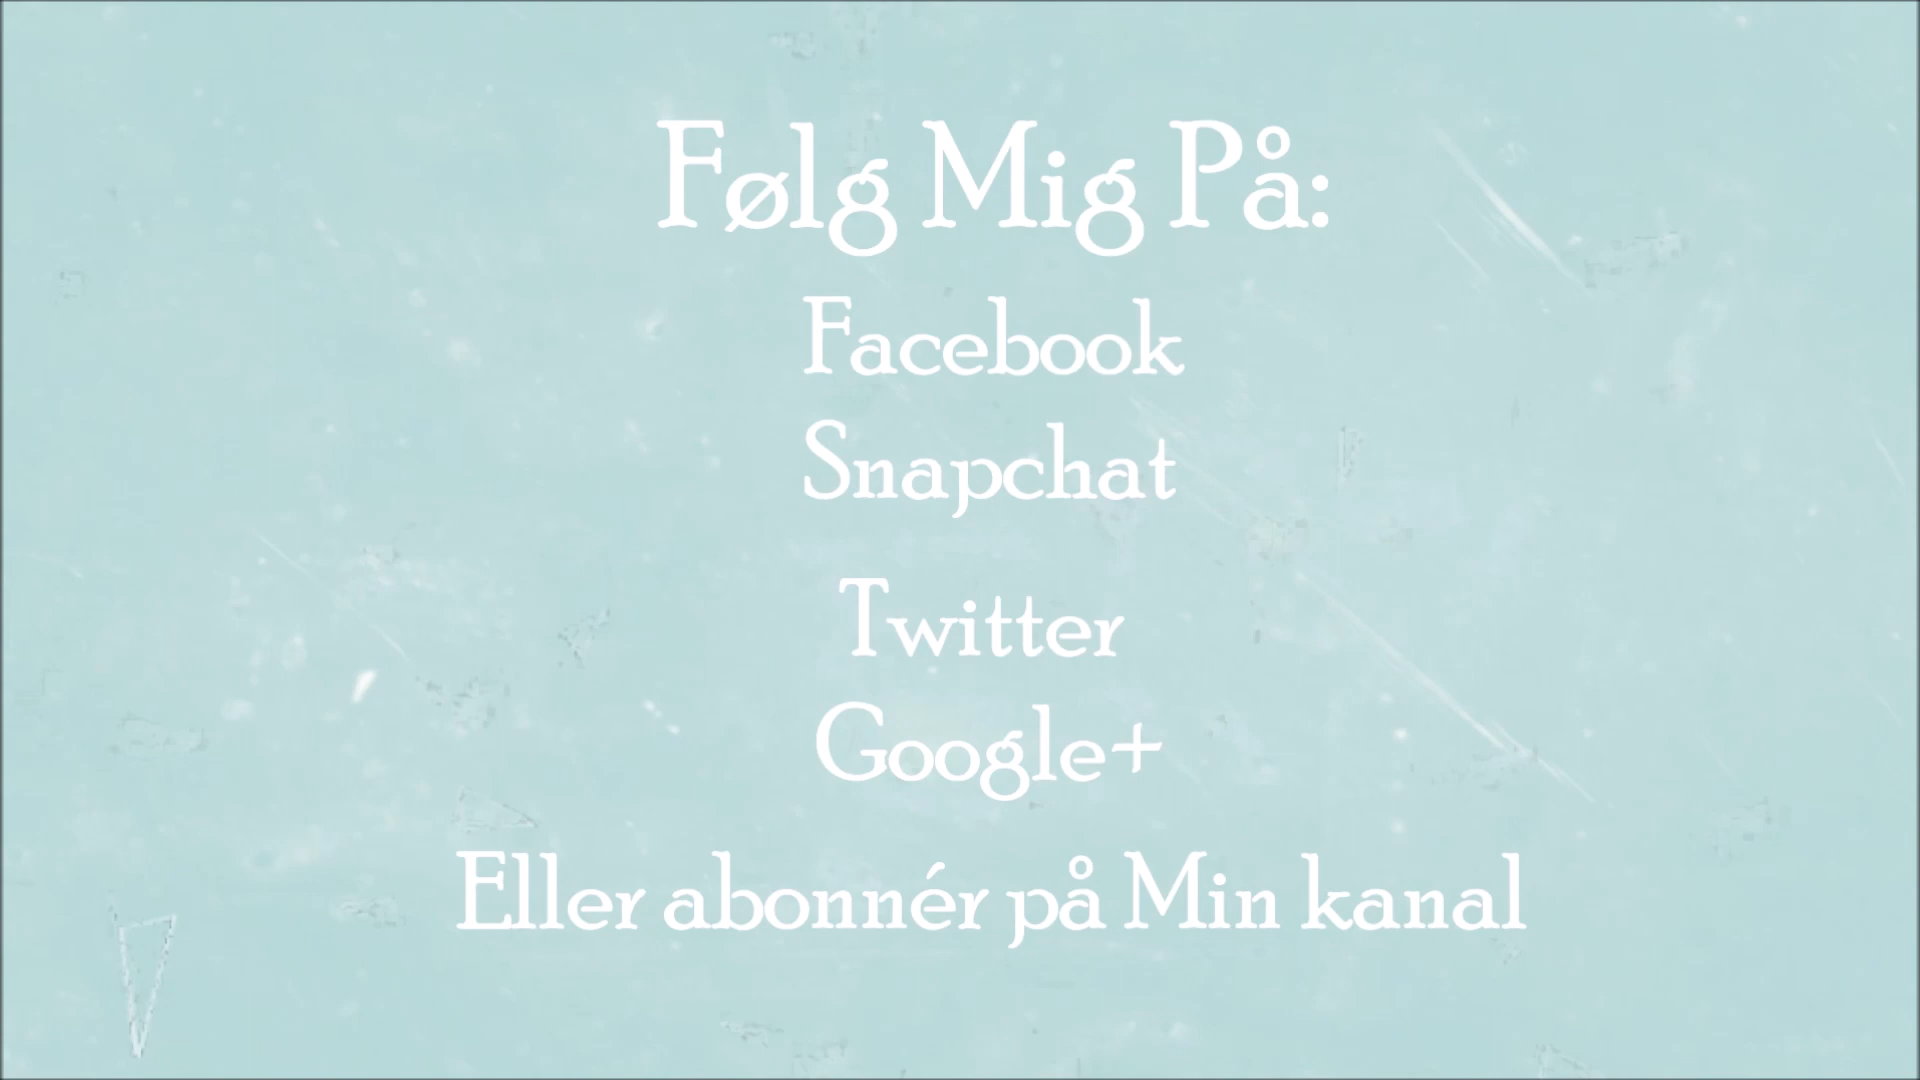 Følg Mig På:
Facebook
Snapchat
Twitter
Google+
Eller abonnér på Min kanal